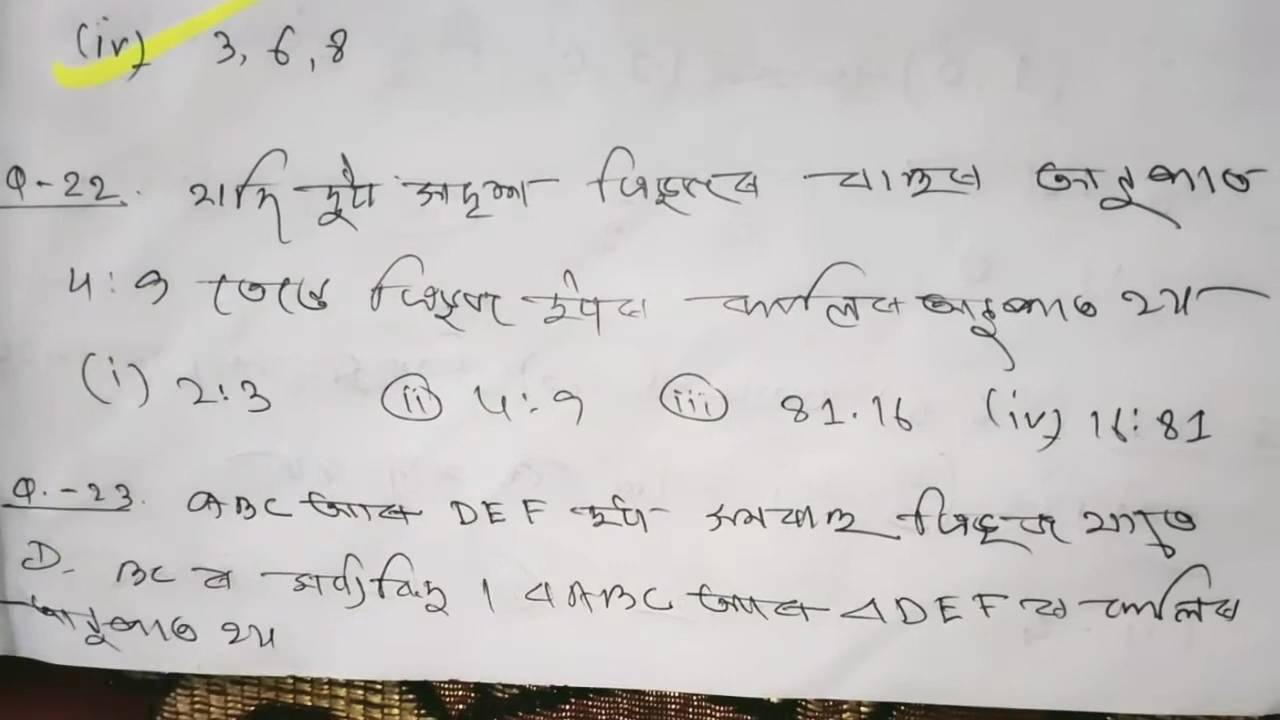 (iv) 3, 6, 8
Q-22. যদি দুটা সদৃশ ত্ৰিভুজৰ বাহুৰ অনুপাত
4:9 তেন্তে ত্ৰিভুজ দুটাৰ কালিৰ অনুপাত হয়
(i) 2:3 (ii) 4:9 (iii) 81.16 (iv) 16:81
Q.-23. ABC আৰু DEF দুটা সমবাহু ত্ৰিভুজ যাতে
D. BC ৰ মধ্যবিন্দু। ∆ABC আৰু ∆DEF ৰ কালিৰ
অনুপাত হয়